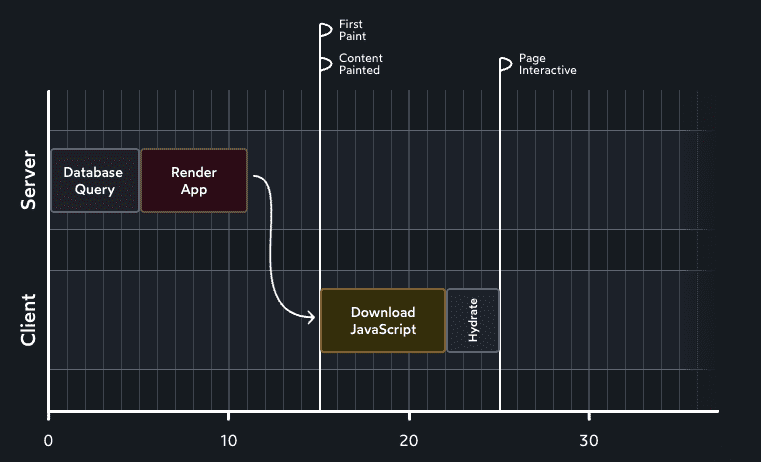 First
Paint
Content
Painted
Page
Interactive
Server
Database
Query
Render
App
Client
Download
JavaScript
Hydrate
0
10
20
30